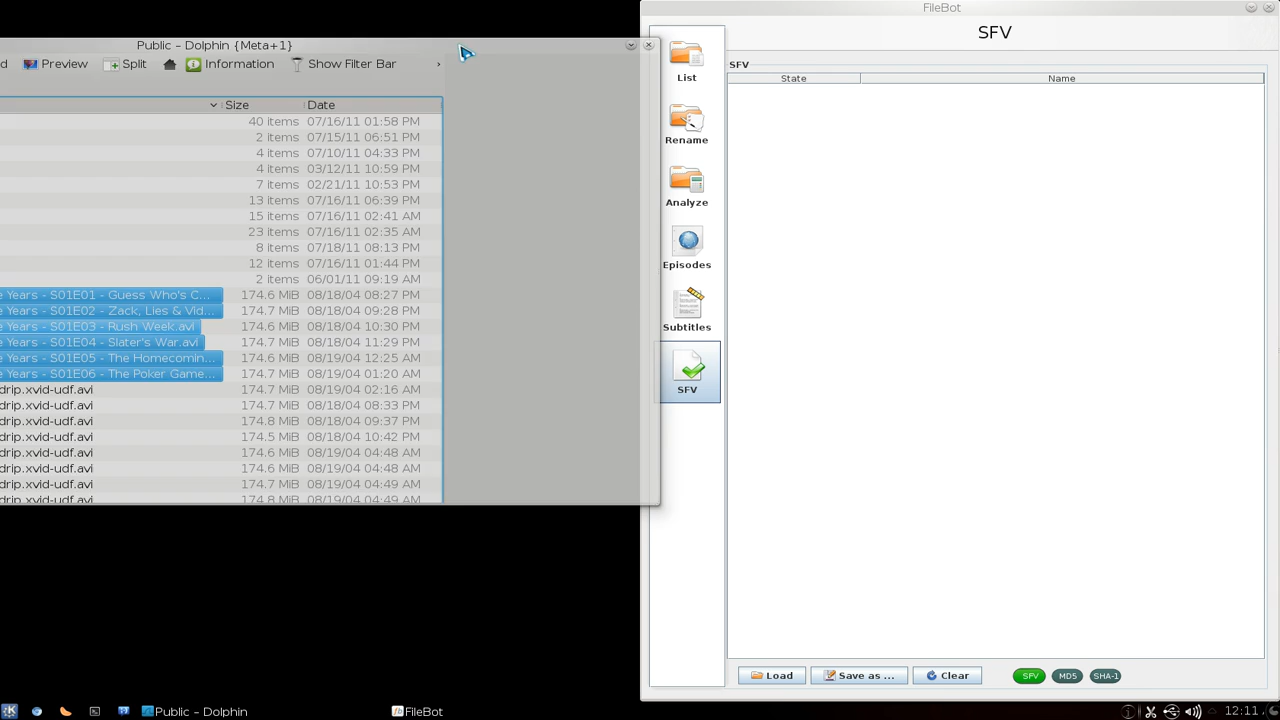 Public – Dolphin {Meta+1}
Preview
Split
Information
Show Filter Bar
Size
Date
40 items 07/16/11 01:58 PM
2 items 07/15/11 06:51 PM
4 items 07/10/11 04:33 PM
4 items 03/12/11 10:59 PM
7 items 02/21/11 10:53 PM
13 items 07/16/11 06:39 PM
15 items 07/16/11 02:41 AM
23 items 07/16/11 02:35 AM
8 items 07/18/11 08:13 PM
12 items 07/16/11 01:44 PM
2 items 06/01/11 09:19 AM
e Years - S01E01 - Guess Who's C... 174.6 MiB 08/18/04 08:27 PM
e Years - S01E02 - Zack, Lies & Vid... 174.7 MiB 08/18/04 09:28 PM
e Years - S01E03 - Rush Week.avi 174.6 MiB 08/18/04 10:30 PM
e Years - S01E04 - Slater's War.avi 174.7 MiB 08/18/04 11:29 PM
e Years - S01E05 - The Homecomin... 174.6 MiB 08/19/04 12:25 AM
e Years - S01E06 - The Poker Game... 174.7 MiB 08/19/04 01:20 AM
drip.xvid-udf.avi 174.7 MiB 08/19/04 02:16 AM
drip.xvid-udf.avi 174.7 MiB 08/18/04 08:33 PM
drip.xvid-udf.avi 174.8 MiB 08/18/04 09:37 PM
drip.xvid-udf.avi 174.5 MiB 08/18/04 10:42 PM
drip.xvid-udf.avi 174.6 MiB 08/19/04 04:48 AM
drip.xvid-udf.avi 174.6 MiB 08/19/04 04:48 AM
drip.xvid-udf.avi 174.7 MiB 08/19/04 04:49 AM
drip.xvid-udf.avi 174.8 MiB 08/19/04 04:49 AM
FileBot
SFV
List
Rename
Analyze
Episodes
Subtitles
SFV
SFV
State
Name
Load
Save as ...
Clear
SFV
MD5
SHA-1
Public – Dolphin
FileBot
12:11